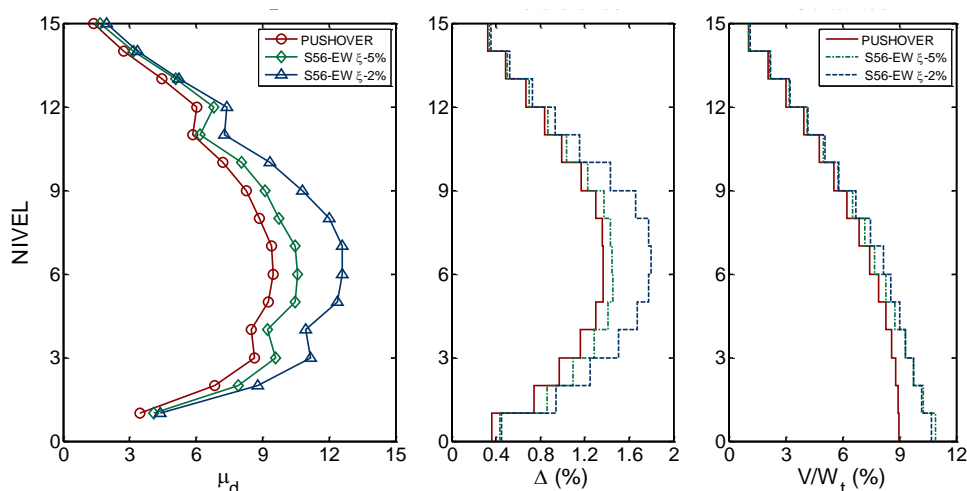 15
12
9
6
3
0
NIVEL
0 3 6 9 12 15
μd
PUSHOVER
S56-EW ξ-5%
S56-EW ξ-2%
15
12
9
6
3
0
0 0.4 0.8 1.2 1.6 2
Δ (%)
PUSHOVER
S56-EW ξ-5%
S56-EW ξ-2%
15
12
9
6
3
0
0 3 6 9 12
V/Wt (%)